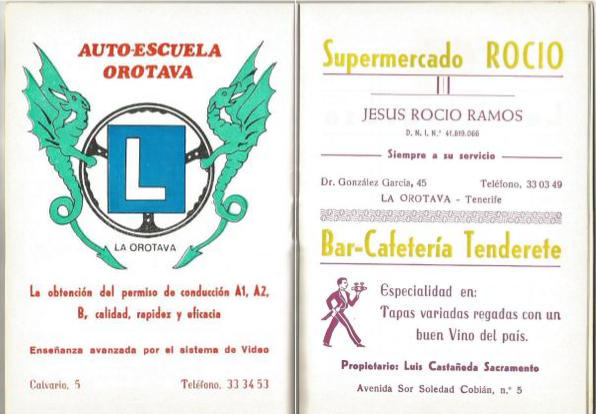 AUTO-ESCUELA
OROTAVA
L
LA OROTAVA
La obtención del permiso de conducción A1, A2,
B, calidad, rapidez y eficacia
Enseñanza avanzada por el sistema de Video
Calvario, 5 Teléfono, 33 34 53
Supermercado ROCIO
JESUS ROCIO RAMOS
D. N. I. N.º 41.819.066
Siempre a su servicio
Dr. González García, 45 Teléfono, 33 03 49
LA OROTAVA - Tenerife
Bar-Cafetería Tenderete
Especialidad en:
Tapas variadas regadas con un
buen Vino del país.
Propietario: Luis Castañeda Sacramento
Avenida Sor Soledad Cobián, n.º 5